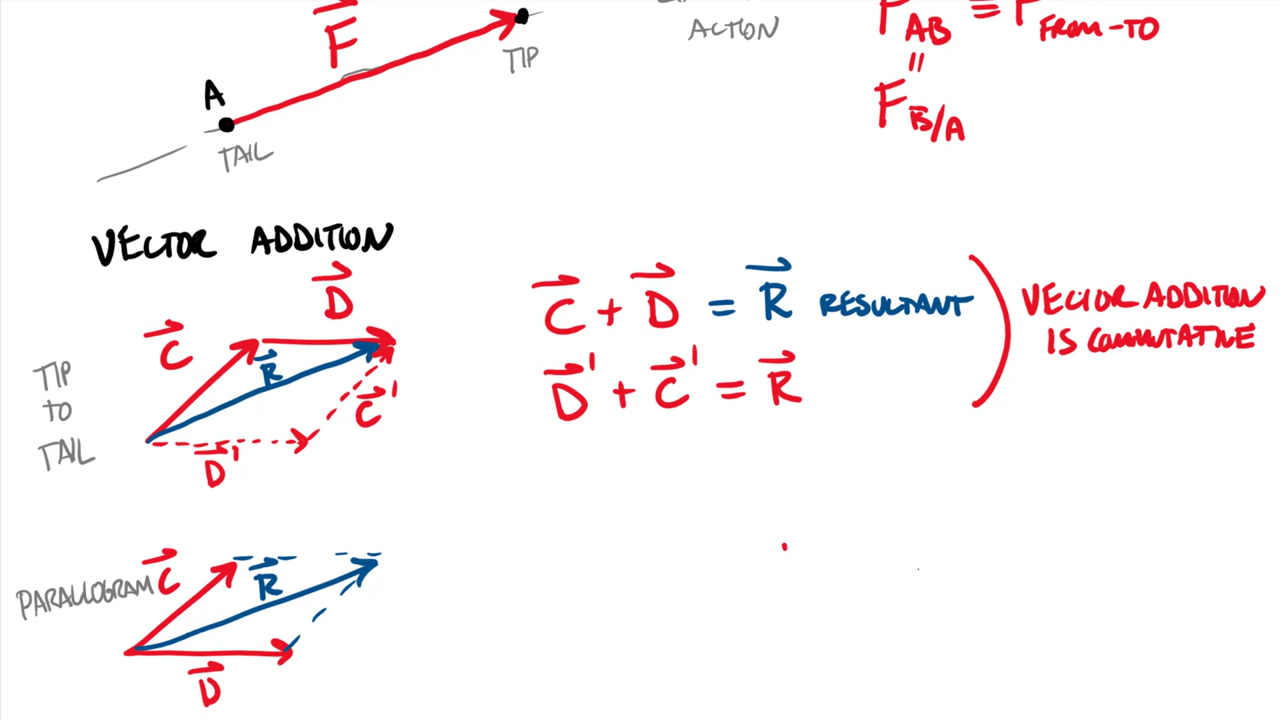 F⃗
A
TAIL
TIP
ACTION
F_AB ≡ F_FROM-TO
=
F_B/A
VECTOR ADDITION
D⃗
C⃗
R⃗
C⃗'
D⃗'
TIP
TO
TAIL
C⃗ + D⃗ = R⃗ RESULTANT
D⃗' + C⃗' = R⃗
VECTOR ADDITION
IS COMMUTATIVE
PARALLOGRAM
C⃗
R⃗
D⃗